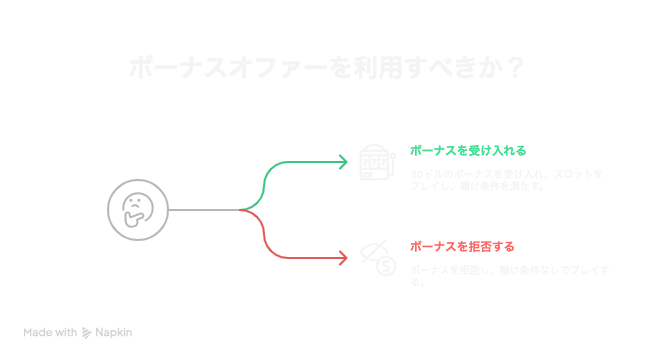 ボーナスオファーを利用すべきか？
ボーナスを受け入れる
30ドルのボーナスを受け入れ、スロットを
プレイし、賭け条件を満たす。
ボーナスを拒否する
ボーナスを拒否し、賭け条件なしでプレイす
る。
Made with Napkin